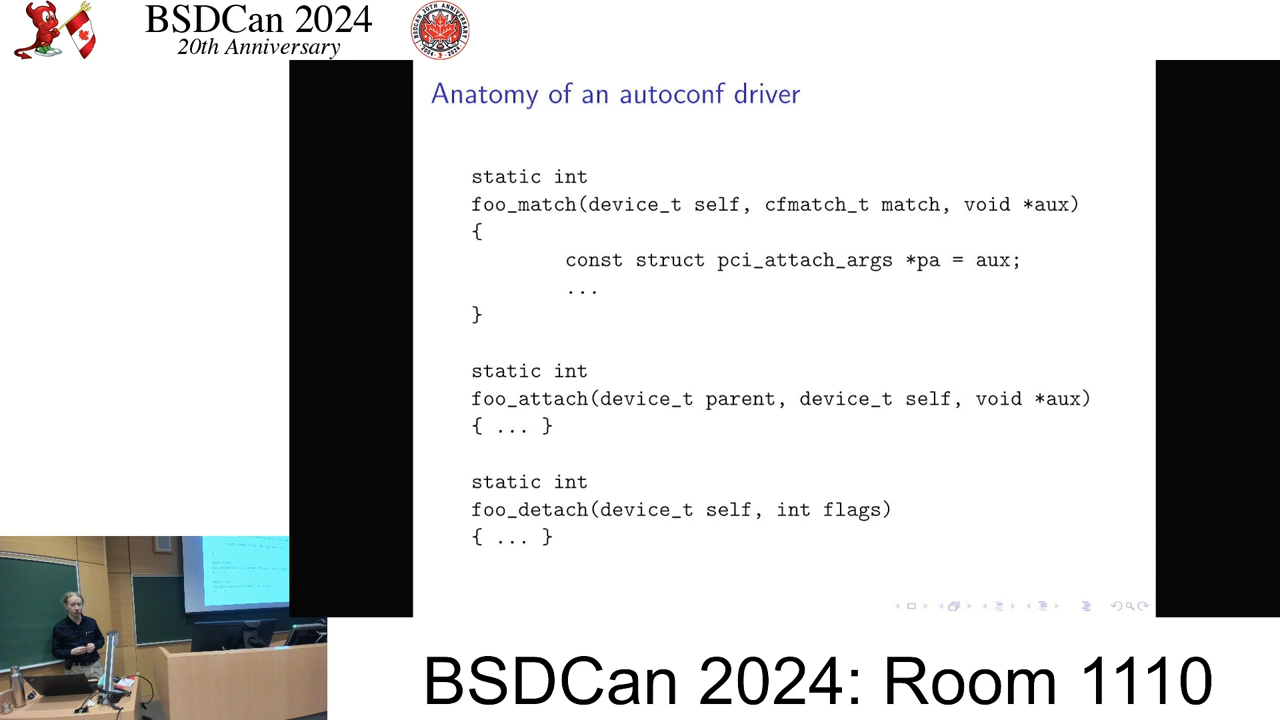 BSDCan 2024
20th Anniversary
Anatomy of an autoconf driver
static int
foo_match(device_t self, cfmatch_t match, void *aux)
{
const struct pci_attach_args *pa = aux;
...
}
static int
foo_attach(device_t parent, device_t self, void *aux)
{ ... }
static int
foo_detach(device_t self, int flags)
{ ... }
BSDCan 2024: Room 1110